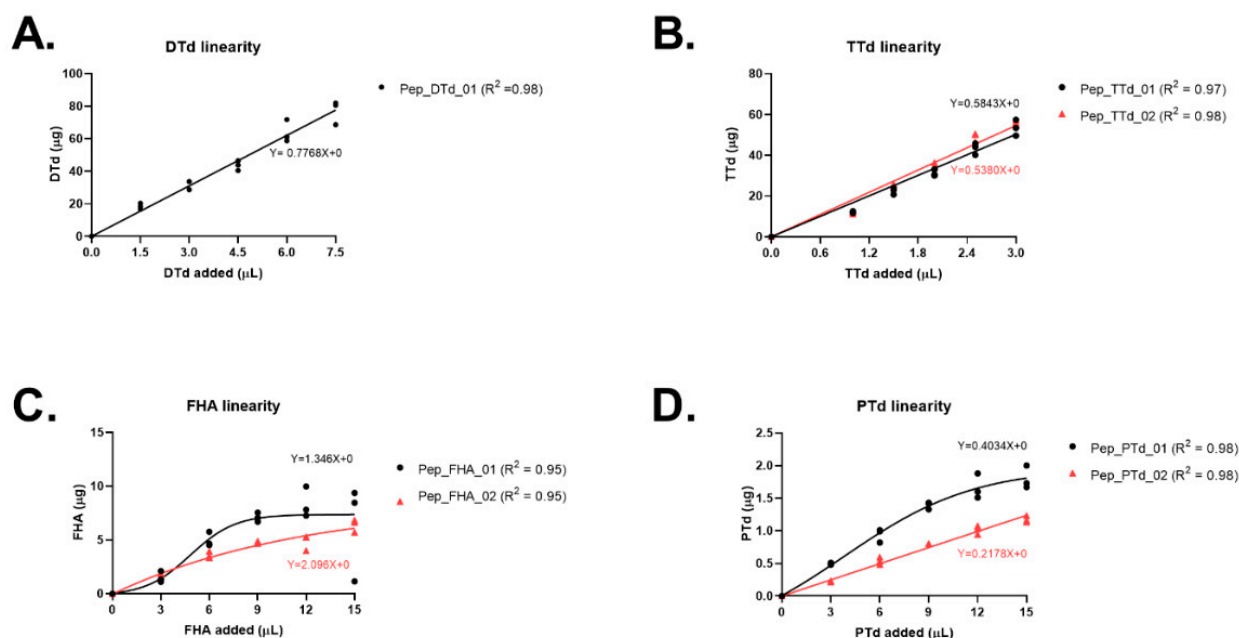 A.
DTd linearity
DTd (μg)
100
80
60
40
20
0
0.0 1.5 3.0 4.5 6.0 7.5
DTd added (μL)
Y= 0.7768X+0
Pep_DTd_01 (R² =0.98)
B.
TTd linearity
TTd (μg)
80
60
40
20
0
0.0 0.6 1.2 1.8 2.4 3.0
TTd added (μL)
Y=0.5843X+0
Y=0.5380X+0
Pep_TTd_01 (R² = 0.97)
Pep_TTd_02 (R² = 0.98)
C.
FHA linearity
FHA (μg)
15
10
5
0
0 3 6 9 12 15
FHA added (μL)
Y=1.346X+0
Y=2.096X+0
Pep_FHA_01 (R² = 0.95)
Pep_FHA_02 (R² = 0.95)
D.
PTd linearity
PTd (μg)
2.5
2.0
1.5
1.0
0.5
0.0
0 3 6 9 12 15
PTd added (μL)
Y=0.4034X+0
Y=0.2178X+0
Pep_PTd_01 (R² = 0.98)
Pep_PTd_02 (R² = 0.98)